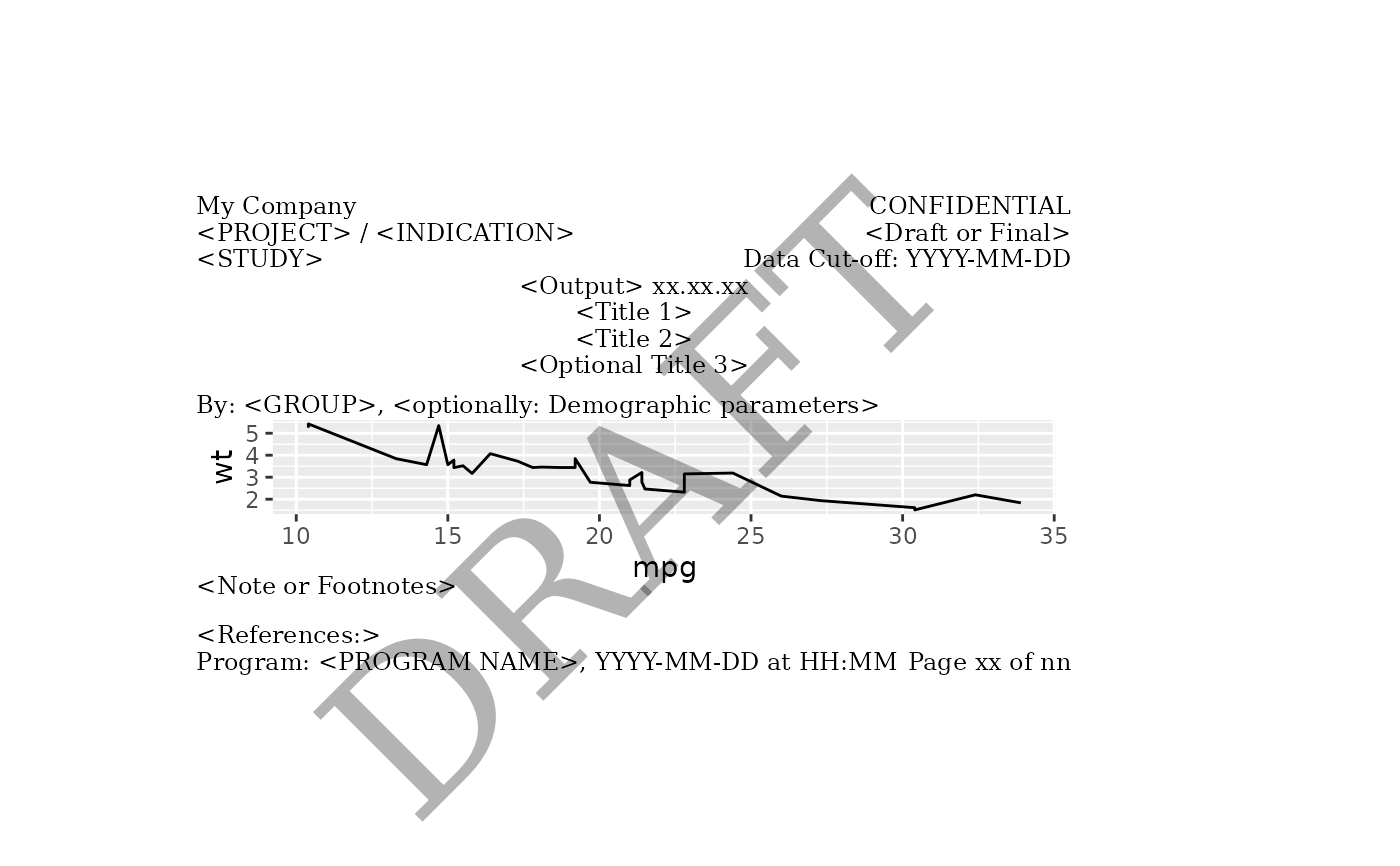 My Company CONFIDENTIAL
<PROJECT> / <INDICATION> <Draft or Final>
<STUDY> Data Cut-off: YYYY-MM-DD
<Output> xx.xx.xx
<Title 1>
<Title 2>
<Optional Title 3>
By: <GROUP>, <optionally: Demographic parameters>
5
4
3
2
wt
10 15 20 25 30 35
mpg
<Note or Footnotes>
<References:>
Program: <PROGRAM NAME>, YYYY-MM-DD at HH:MM Page xx of nn
DRAFT